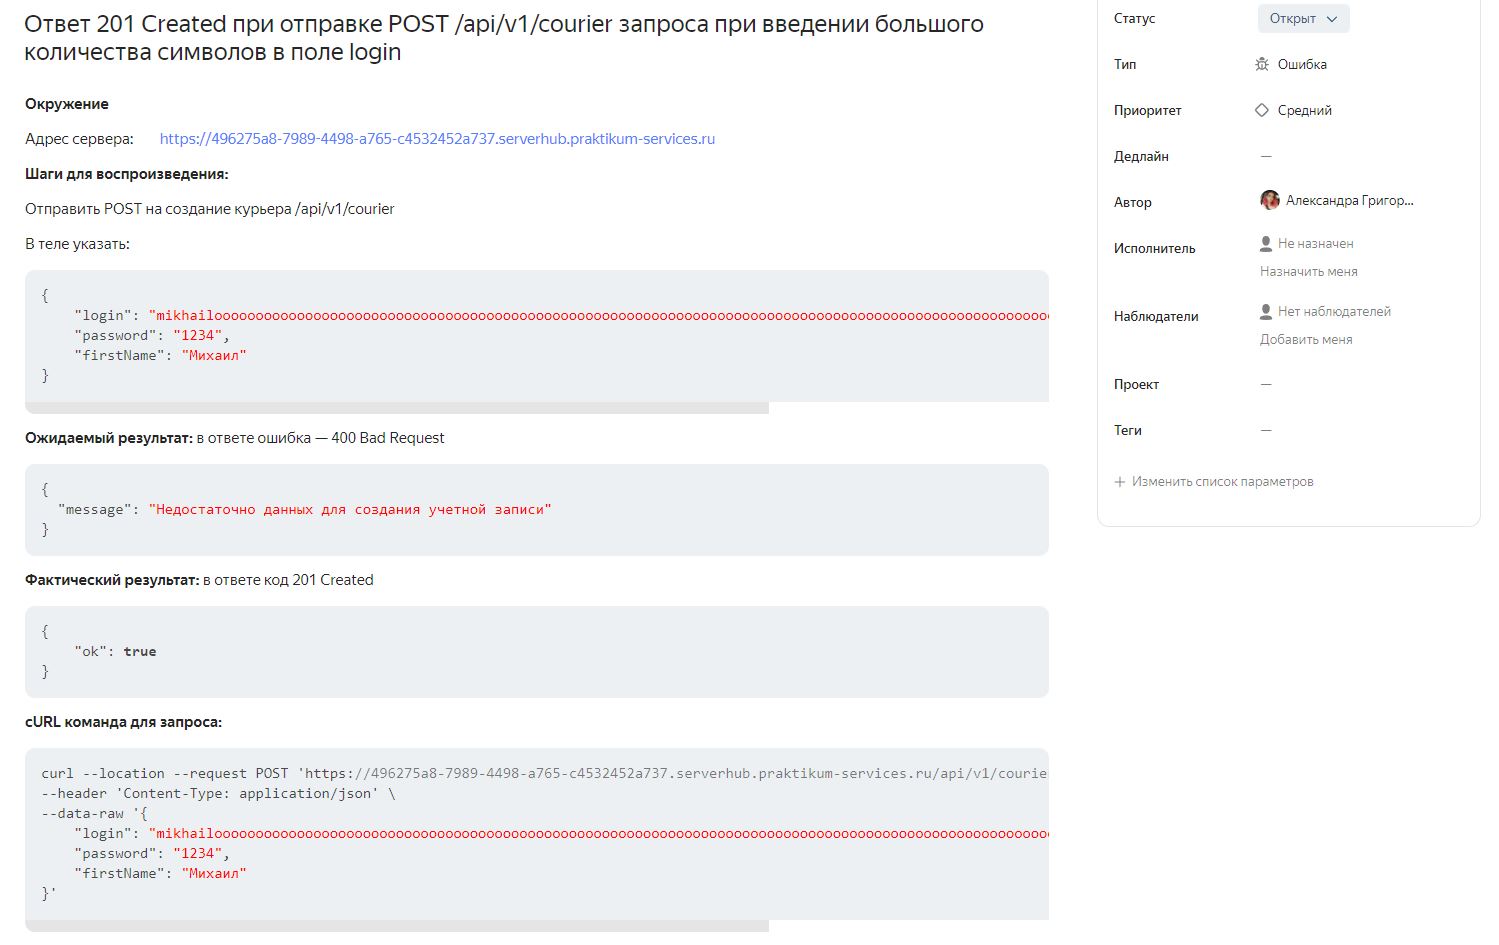 Ответ 201 Created при отправке POST /api/v1/courier запроса при введении большого
количества символов в поле login
Окружение
Адрес сервера: https://496275a8-7989-4498-a765-c4532452a737.serverhub.praktikum-services.ru
Шаги для воспроизведения:
Отправить POST на создание курьера /api/v1/courier
В теле указать:
{
"login": "mikhailoooooooooooooooooooooooooooooooooooooooooooooooooooooooooooooooooooooooooooooooooooooooooooooooooooooo
"password": "1234",
"firstName": "Михаил"
}
Ожидаемый результат: в ответе ошибка — 400 Bad Request
{
"message": "Недостаточно данных для создания учетной записи"
}
Фактический результат: в ответе код 201 Created
{
"ok": true
}
cURL команда для запроса:
curl --location --request POST 'https://496275a8-7989-4498-a765-c4532452a737.serverhub.praktikum-services.ru/api/v1/courie
--header 'Content-Type: application/json' \
--data-raw '{
"login": "mikhailoooooooooooooooooooooooooooooooooooooooooooooooooooooooooooooooooooooooooooooooooooooooooooooooooooooo
"password": "1234",
"firstName": "Михаил"
}'
Статус Открыт
Тип Ошибка
Приоритет Средний
Дедлайн —
Автор Александра Григор...
Исполнитель Не назначен
Назначить меня
Наблюдатели Нет наблюдателей
Добавить меня
Проект —
Теги —
+ Изменить список параметров